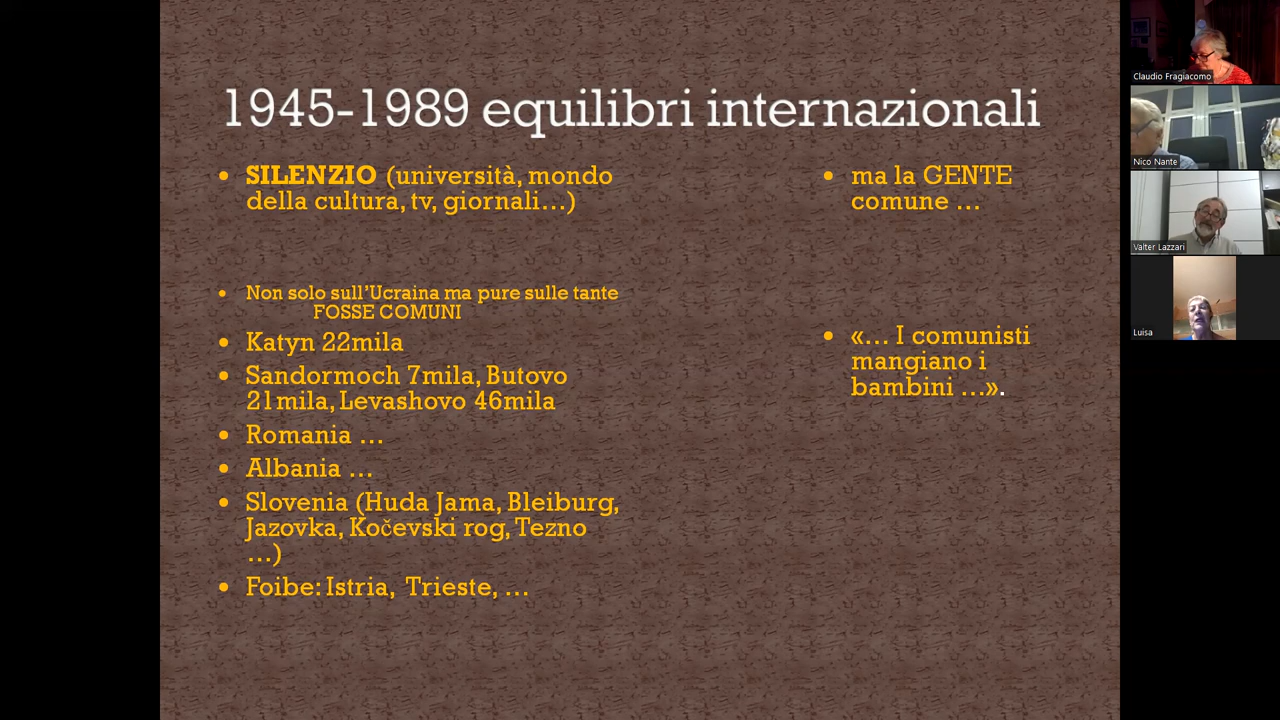 1945-1989 equilibri internazionali
• SILENZIO (università, mondo
della cultura, tv, giornali…)
• Non solo sull’Ucraina ma pure sulle tante
FOSSE COMUNI
• Katyn 22mila
• Sandormoch 7mila, Butovo
21mila, Levashovo 46mila
• Romania …
• Albania …
• Slovenia (Huda Jama, Bleiburg,
Jazovka, Kočevski rog, Tezno
…)
• Foibe: Istria, Trieste, …
• ma la GENTE
comune …
• «… I comunisti
mangiano i
bambini …».
Claudio Fragiacomo
Nico Nante
Valter Lazzari
Luisa